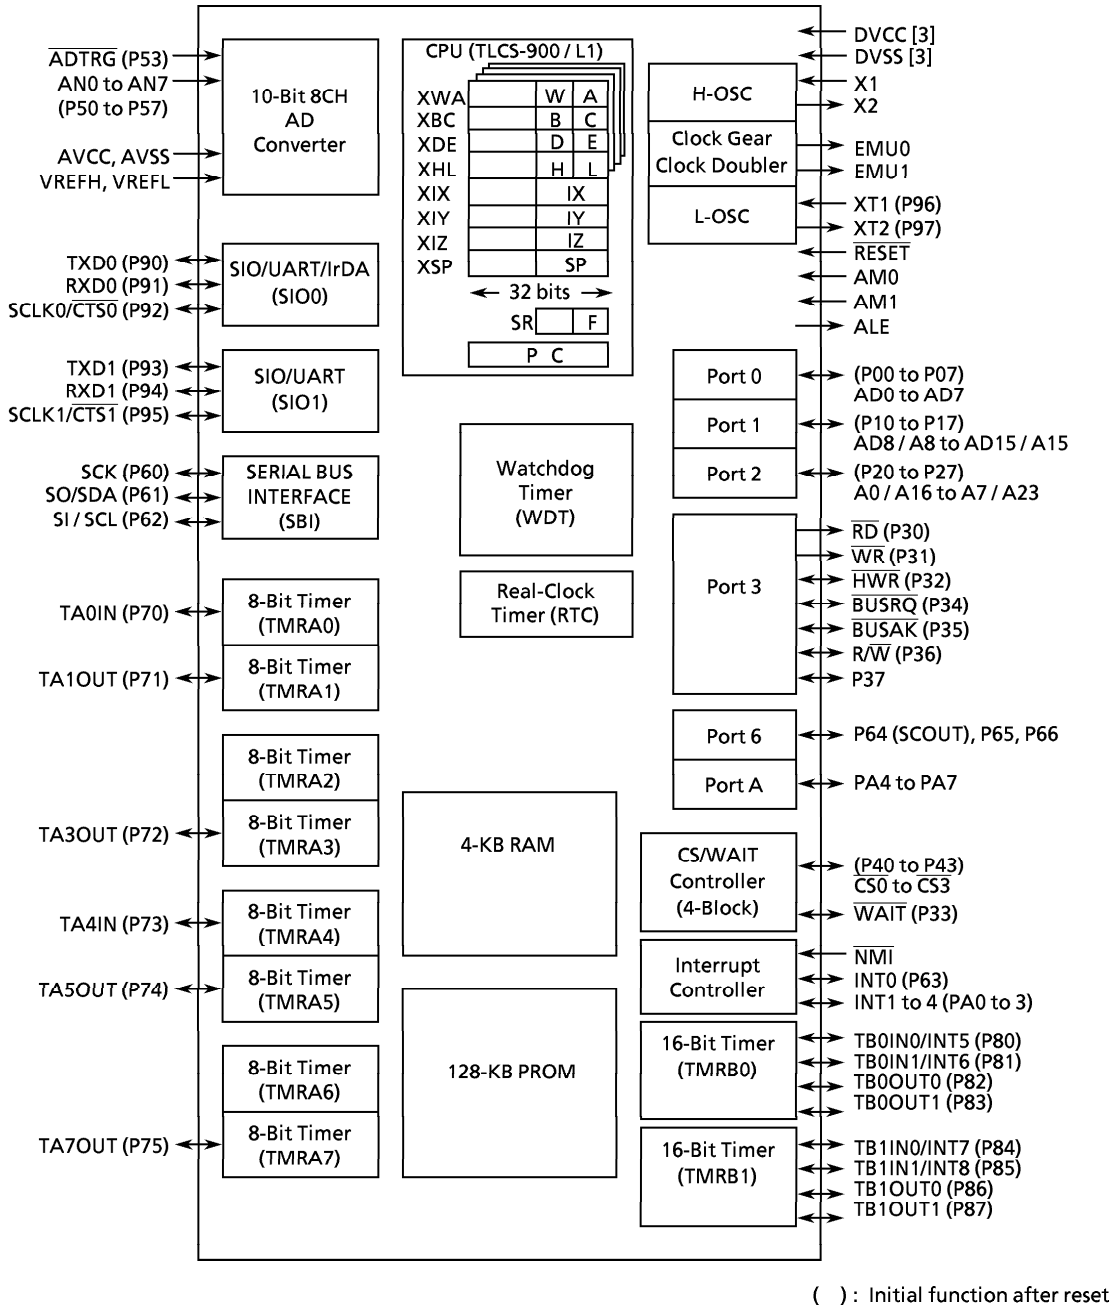 ADTRG (P53)
AN0 to AN7
(P50 to P57)
AVCC, AVSS
VREFH, VREFL
10-Bit 8CH
AD
Converter
TXD0 (P90)
RXD0 (P91)
SCLK0/CTS0 (P92)
SIO/UART/IrDA
(SIO0)
TXD1 (P93)
RXD1 (P94)
SCLK1/CTS1 (P95)
SIO/UART
(SIO1)
SCK (P60)
SO/SDA (P61)
SI / SCL (P62)
SERIAL BUS
INTERFACE
(SBI)
TA0IN (P70)
8-Bit Timer
(TMRA0)
TA1OUT (P71)
8-Bit Timer
(TMRA1)
8-Bit Timer
(TMRA2)
TA3OUT (P72)
8-Bit Timer
(TMRA3)
TA4IN (P73)
8-Bit Timer
(TMRA4)
TA5OUT (P74)
8-Bit Timer
(TMRA5)
8-Bit Timer
(TMRA6)
TA7OUT (P75)
8-Bit Timer
(TMRA7)
CPU (TLCS-900 / L1)
XWA W A
XBC B C
XDE D E
XHL H L
XIX IX
XIY IY
XIZ IZ
XSP SP
32 bits
SR F
P C
Watchdog
Timer
(WDT)
Real-Clock
Timer (RTC)
4-KB RAM
128-KB PROM
H-OSC
Clock Gear
Clock Doubler
L-OSC
DVCC [3]
DVSS [3]
X1
X2
EMU0
EMU1
XT1 (P96)
XT2 (P97)
RESET
AM0
AM1
ALE
Port 0
(P00 to P07)
AD0 to AD7
Port 1
(P10 to P17)
AD8 / A8 to AD15 / A15
Port 2
(P20 to P27)
A0 / A16 to A7 / A23
Port 3
RD (P30)
WR (P31)
HWR (P32)
BUSRQ (P34)
BUSAK (P35)
R/W (P36)
P37
Port 6
P64 (SCOUT), P65, P66
Port A
PA4 to PA7
CS/WAIT
Controller
(4-Block)
(P40 to P43)
CS0 to CS3
WAIT (P33)
Interrupt
Controller
NMI
INT0 (P63)
INT1 to 4 (PA0 to 3)
16-Bit Timer
(TMRB0)
TB0IN0/INT5 (P80)
TB0IN1/INT6 (P81)
TB0OUT0 (P82)
TB0OUT1 (P83)
16-Bit Timer
(TMRB1)
TB1IN0/INT7 (P84)
TB1IN1/INT8 (P85)
TB1OUT0 (P86)
TB1OUT1 (P87)
( ) : Initial function after reset